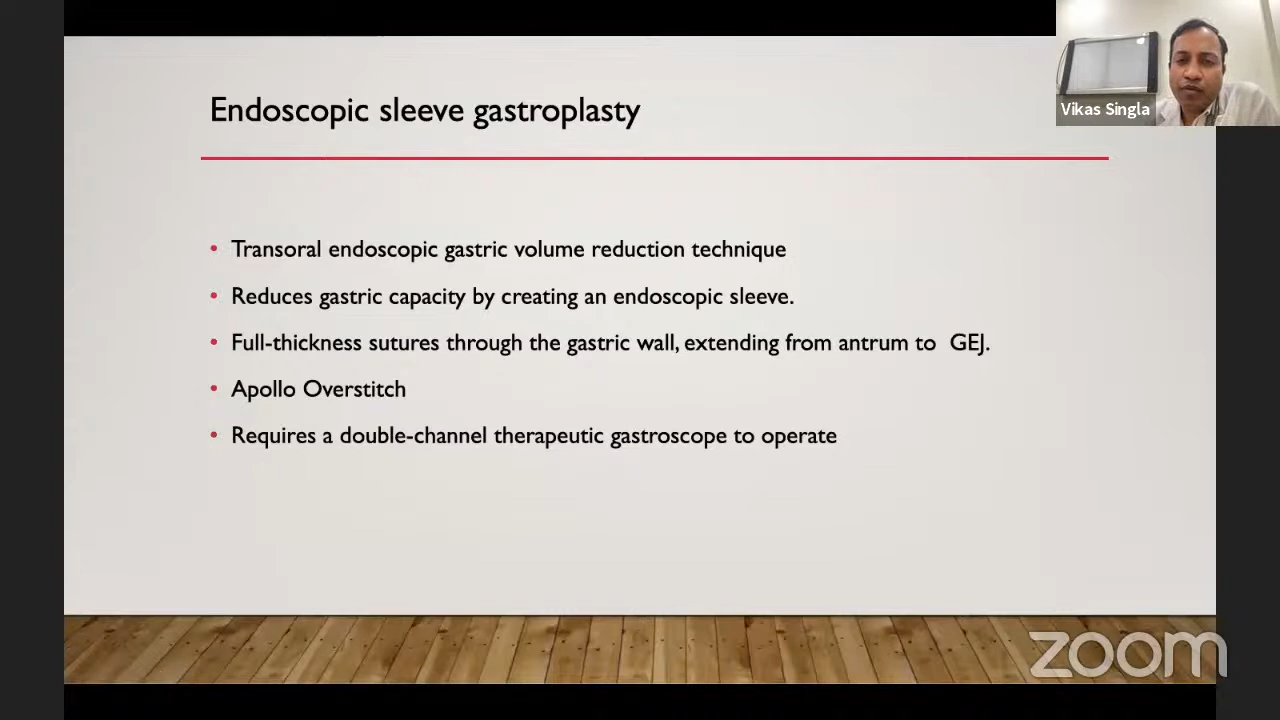 Endoscopic sleeve gastroplasty
Vikas Singla
• Transoral endoscopic gastric volume reduction technique
• Reduces gastric capacity by creating an endoscopic sleeve.
• Full-thickness sutures through the gastric wall, extending from antrum to  GEJ.
• Apollo Overstitch
• Requires a double-channel therapeutic gastroscope to operate
zoom